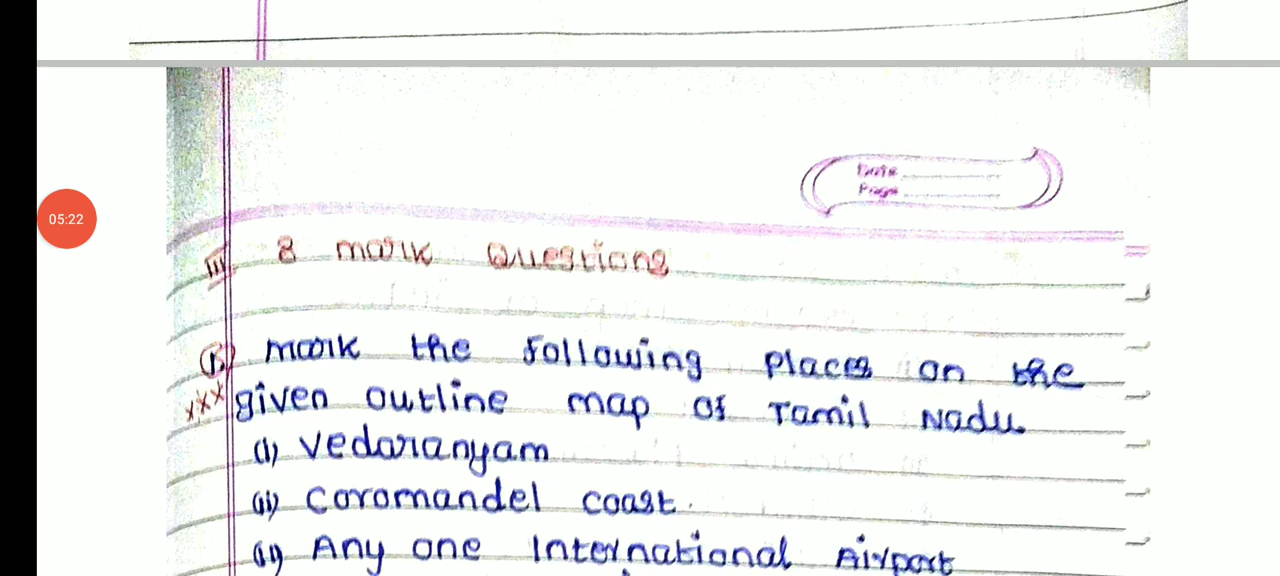 Date
Page
05:22
III. 8 mark Questions
(1) mark the following places on the
xxx given outline map of Tamil Nadu.
(i) Vedaranyam
(ii) Coromandel coast.
(iii) Any one International Airport